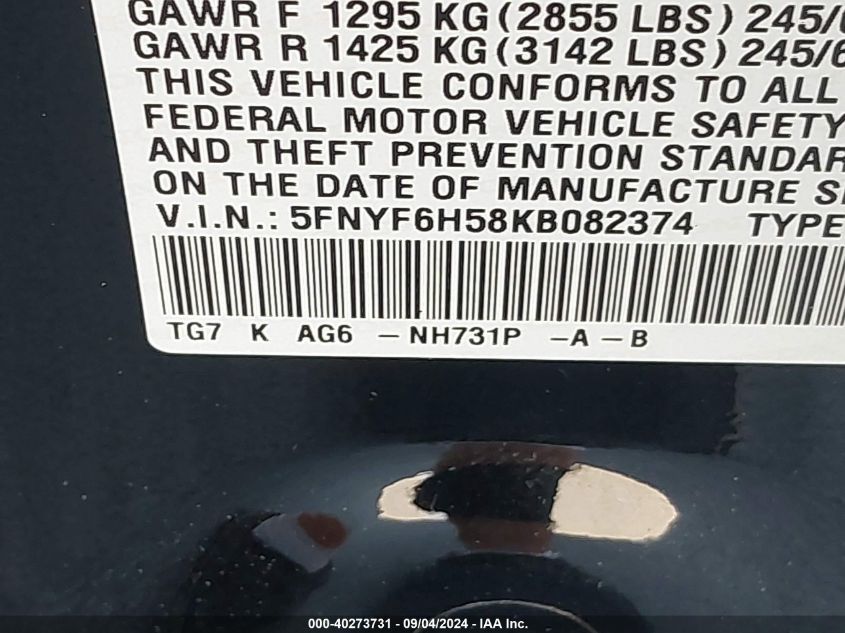 GAWR F 1295 KG (2855 LBS) 245/
GAWR R 1425 KG (3142 LBS) 245/6
THIS VEHICLE CONFORMS TO ALL
FEDERAL MOTOR VEHICLE SAFETY
AND THEFT PREVENTION STANDAR
ON THE DATE OF MANUFACTURE
V.I.N.: 5FNYF6H58KB082374 TYPE
TG7 K AG6 – NH731P – A – B
000-40273731 - 09/04/2024 - IAA Inc.